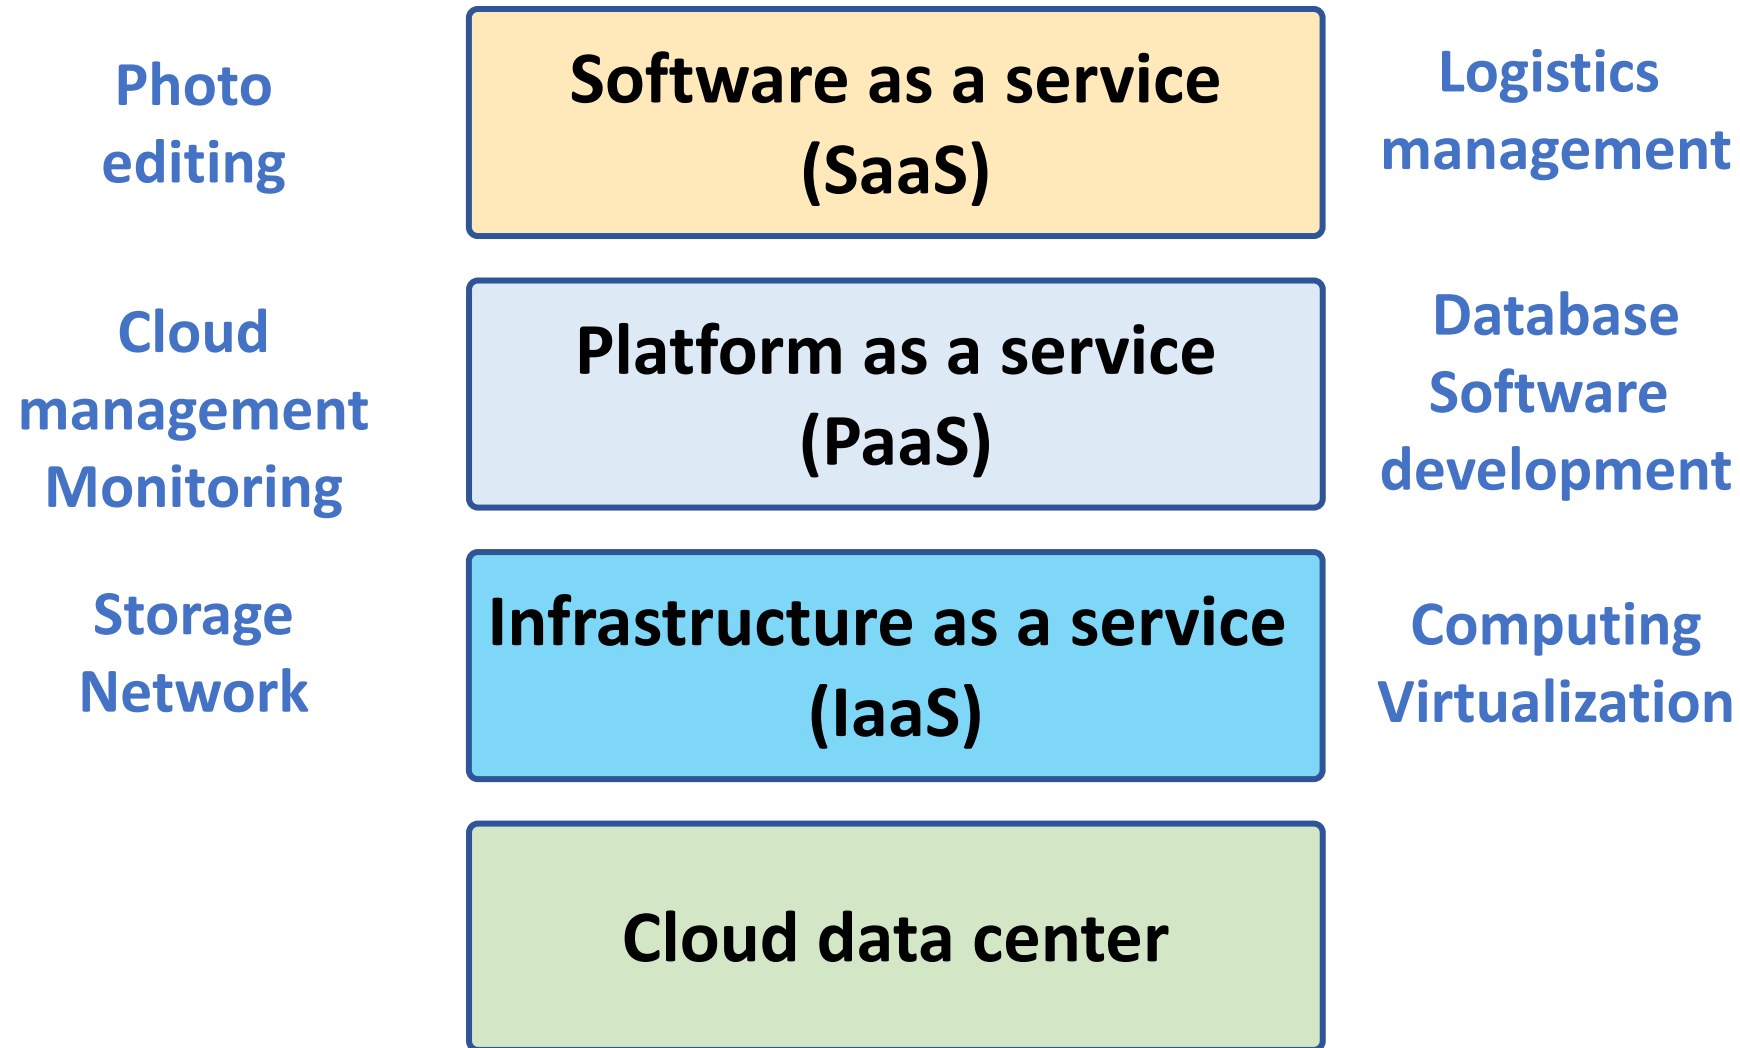 Photo
editing
Software as a service
(SaaS)
Logistics
management
Cloud
management
Monitoring
Platform as a service
(PaaS)
Database
Software
development
Storage
Network
Infrastructure as a service
(IaaS)
Computing
Virtualization
Cloud data center